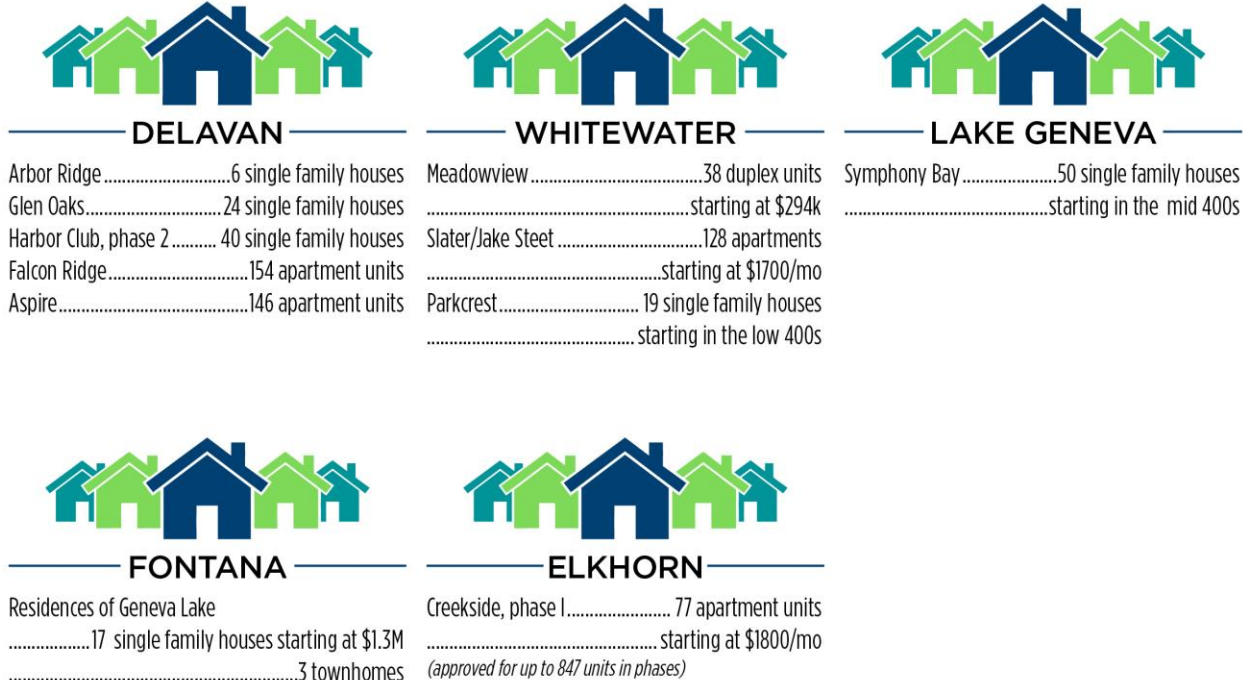 DELAVAN
Arbor Ridge............................6 single family houses
Glen Oaks..............................24 single family houses
Harbor Club, phase 2.......... 40 single family houses
Falcon Ridge...............................154 apartment units
Aspire..........................................146 apartment units
WHITEWATER
Meadowview......................................38 duplex units
..........................................................starting at $294k
Slater/Jake Steet................................128 apartments
....................................................starting at $1700/mo
Parkcrest............................... 19 single family houses
.............................................. starting in the low 400s
LAKE GENEVA
Symphony Bay.....................50 single family houses
.............................................starting in the mid 400s
FONTANA
Residences of Geneva Lake
..................17 single family houses starting at $1.3M
................................................................3 townhomes
ELKHORN
Creekside, phase I....................... 77 apartment units
................................................... starting at $1800/mo
(approved for up to 847 units in phases)